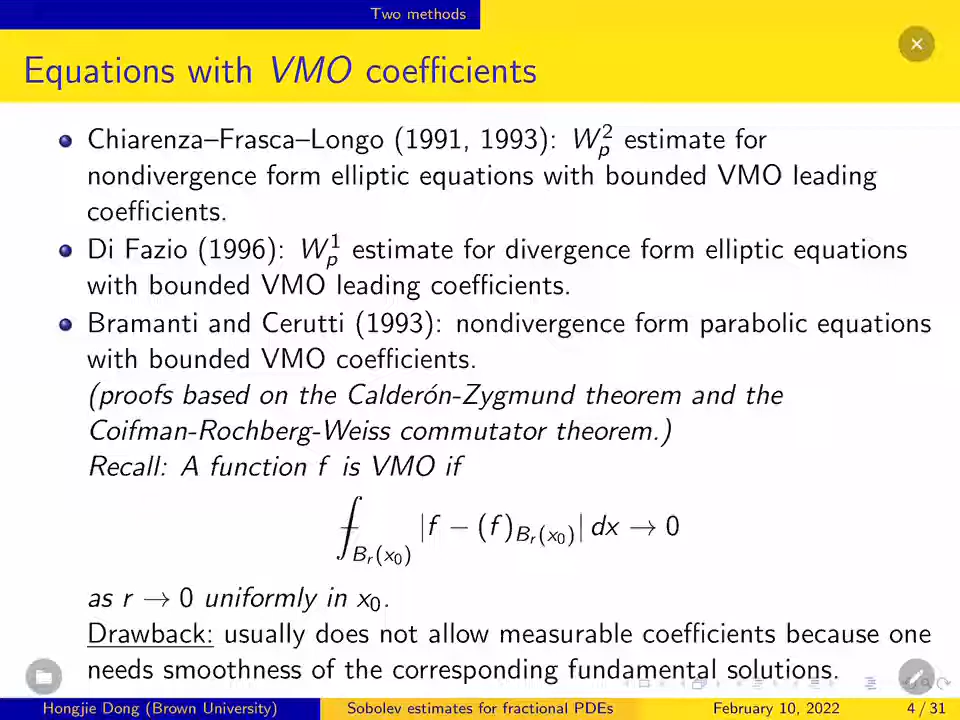 Two methods
Equations with VMO coefficients
Chiarenza–Frasca–Longo (1991, 1993): W_p^2 estimate for
nondivergence form elliptic equations with bounded VMO leading
coefficients.
Di Fazio (1996): W_p^1 estimate for divergence form elliptic equations
with bounded VMO leading coefficients.
Bramanti and Cerutti (1993): nondivergence form parabolic equations
with bounded VMO coefficients.
(proofs based on the Calderón-Zygmund theorem and the
Coifman-Rochberg-Weiss commutator theorem.)
Recall: A function f is VMO if
⨍_{B_r(x_0)} |f − (f)_{B_r(x_0)}| dx → 0
as r → 0 uniformly in x_0.
Drawback: usually does not allow measurable coefficients because one
needs smoothness of the corresponding fundamental solutions.
Hongjie Dong (Brown University) Sobolev estimates for fractional PDEs February 10, 2022 4 / 31